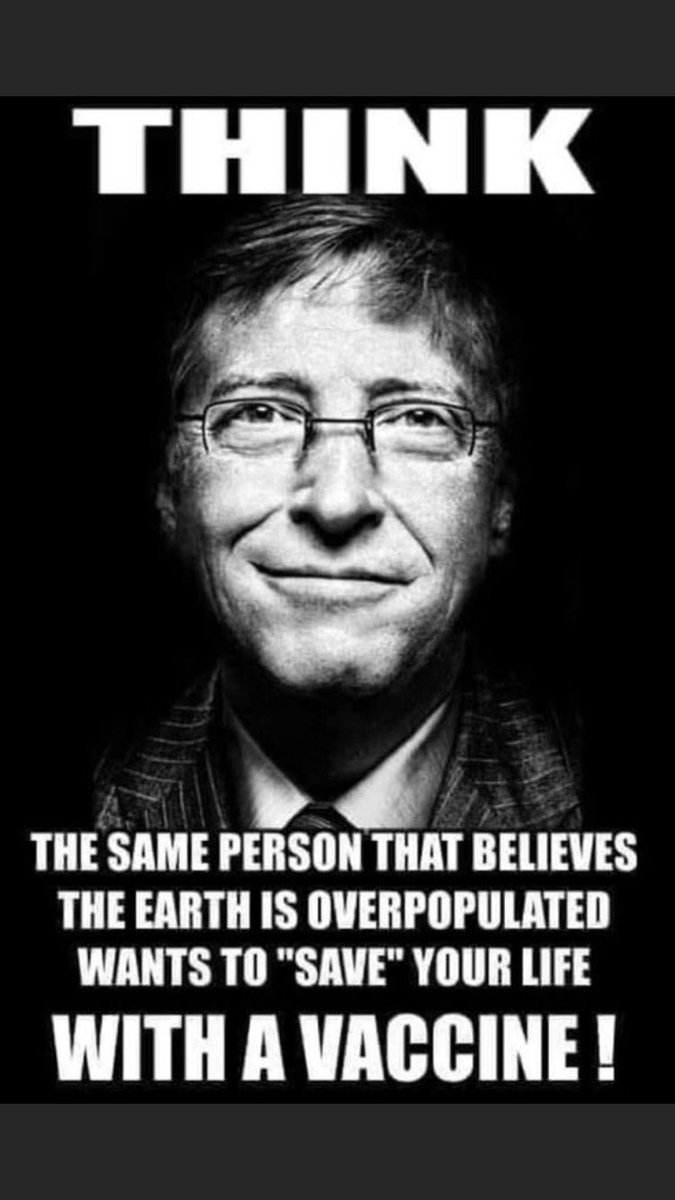 THINK
THE SAME PERSON THAT BELIEVES
THE EARTH IS OVERPOPULATED
WANTS TO "SAVE" YOUR LIFE
WITH A VACCINE !